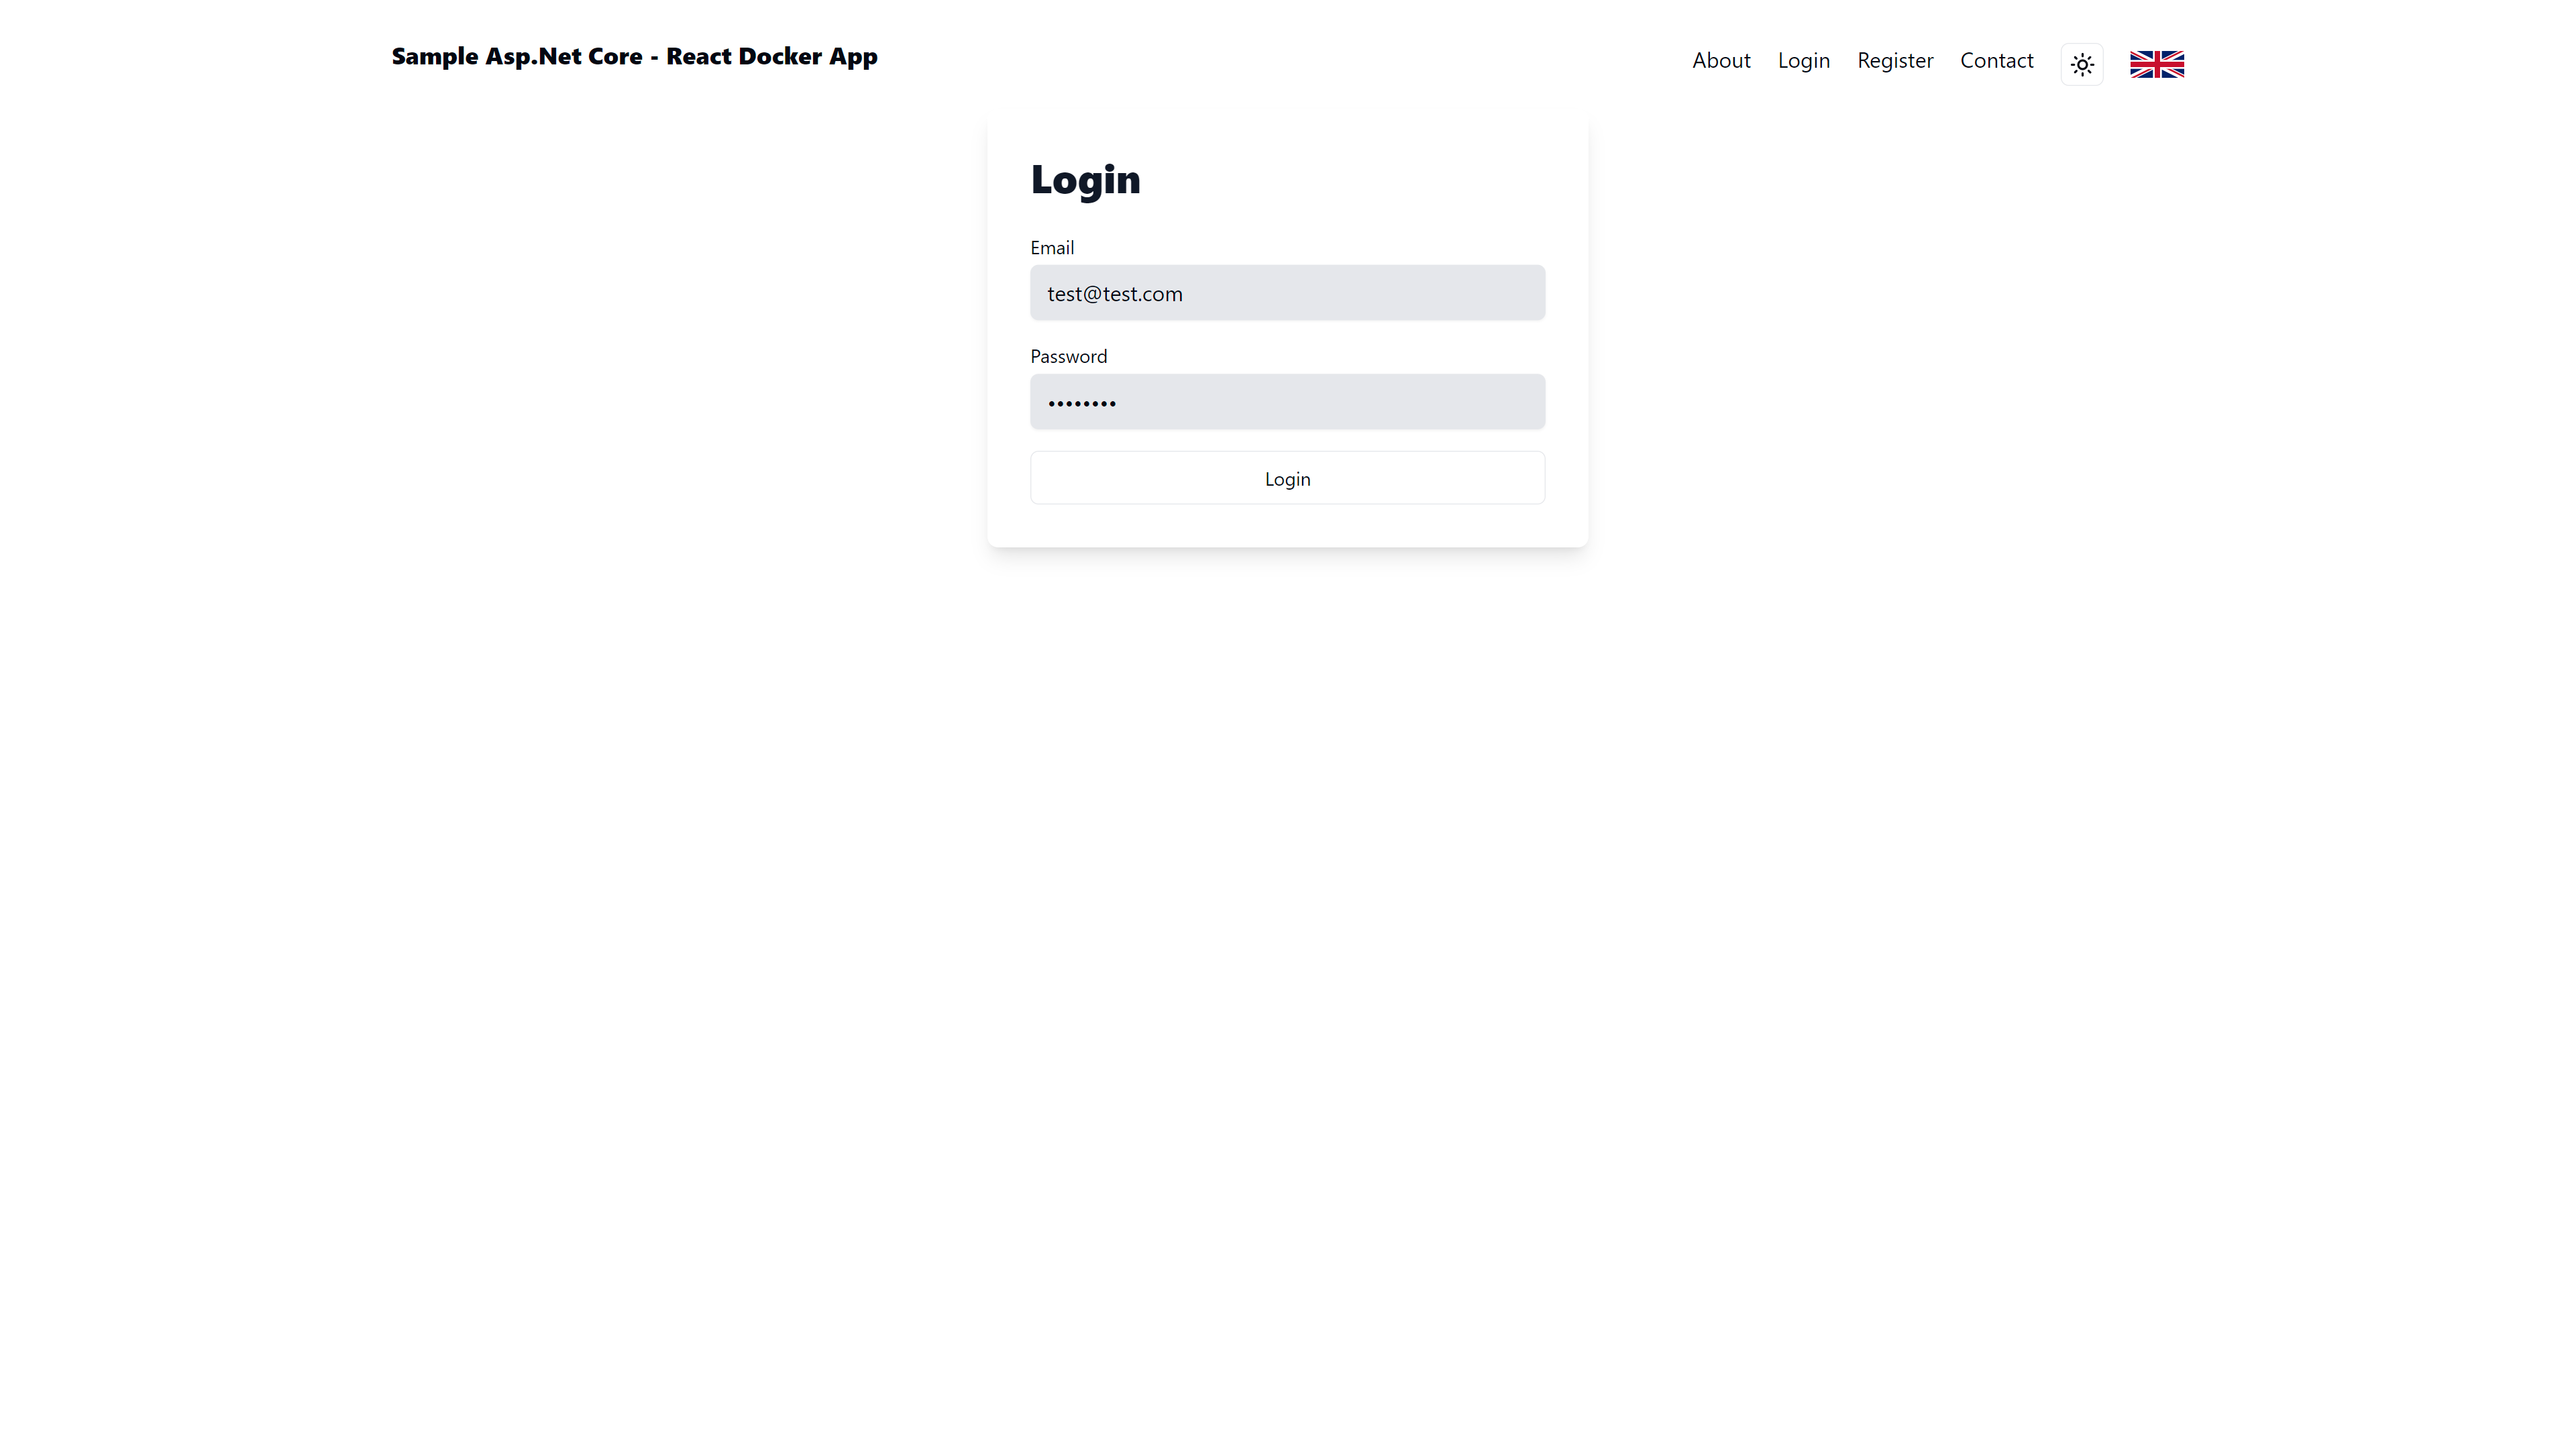 Sample Asp.Net Core - React Docker App
About Login Register Contact
Login
Email
test@test.com
Password
••••••••
Login